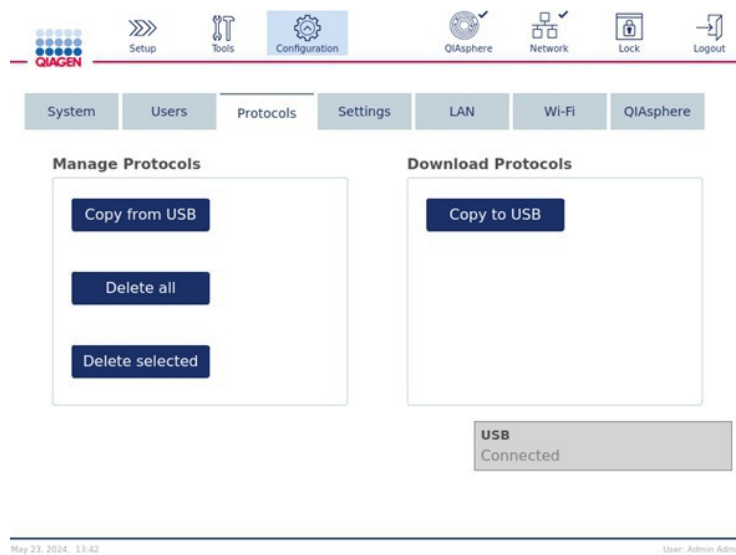 QIAGEN
Setup
Tools
Configuration
QIAsphere
Network
Lock
Logout
System
Users
Protocols
Settings
LAN
Wi-Fi
QIAsphere
Manage Protocols
Download Protocols
Copy from USB
Copy to USB
Delete all
Delete selected
USB
Connected
May 23, 2024, 13:42
User: Admin Adm